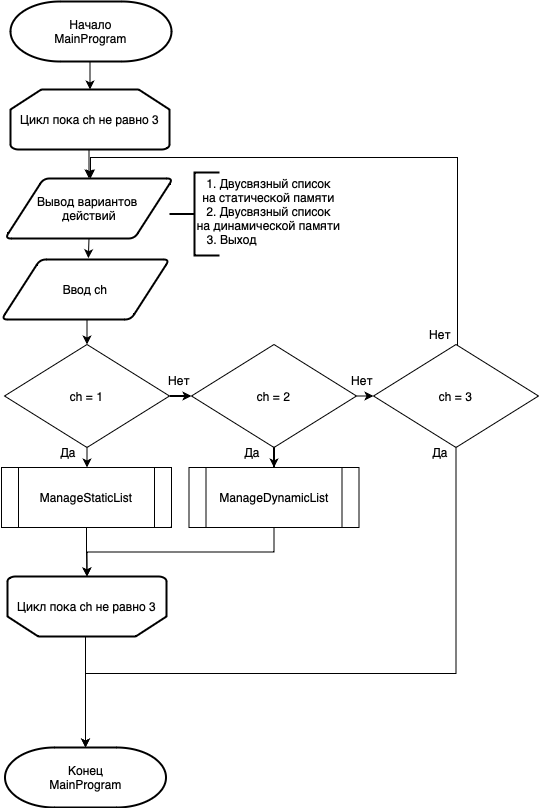 Начало
MainProgram
Цикл пока ch не равно 3
Вывод вариантов
действий
1. Двусвязный список
на статической памяти
2. Двусвязный список
на динамической памяти
3. Выход
Ввод ch
ch = 1
Нет
ch = 2
Нет
ch = 3
Нет
Да
Да
Да
ManageStaticList
ManageDynamicList
Цикл пока ch не равно 3
Конец
MainProgram